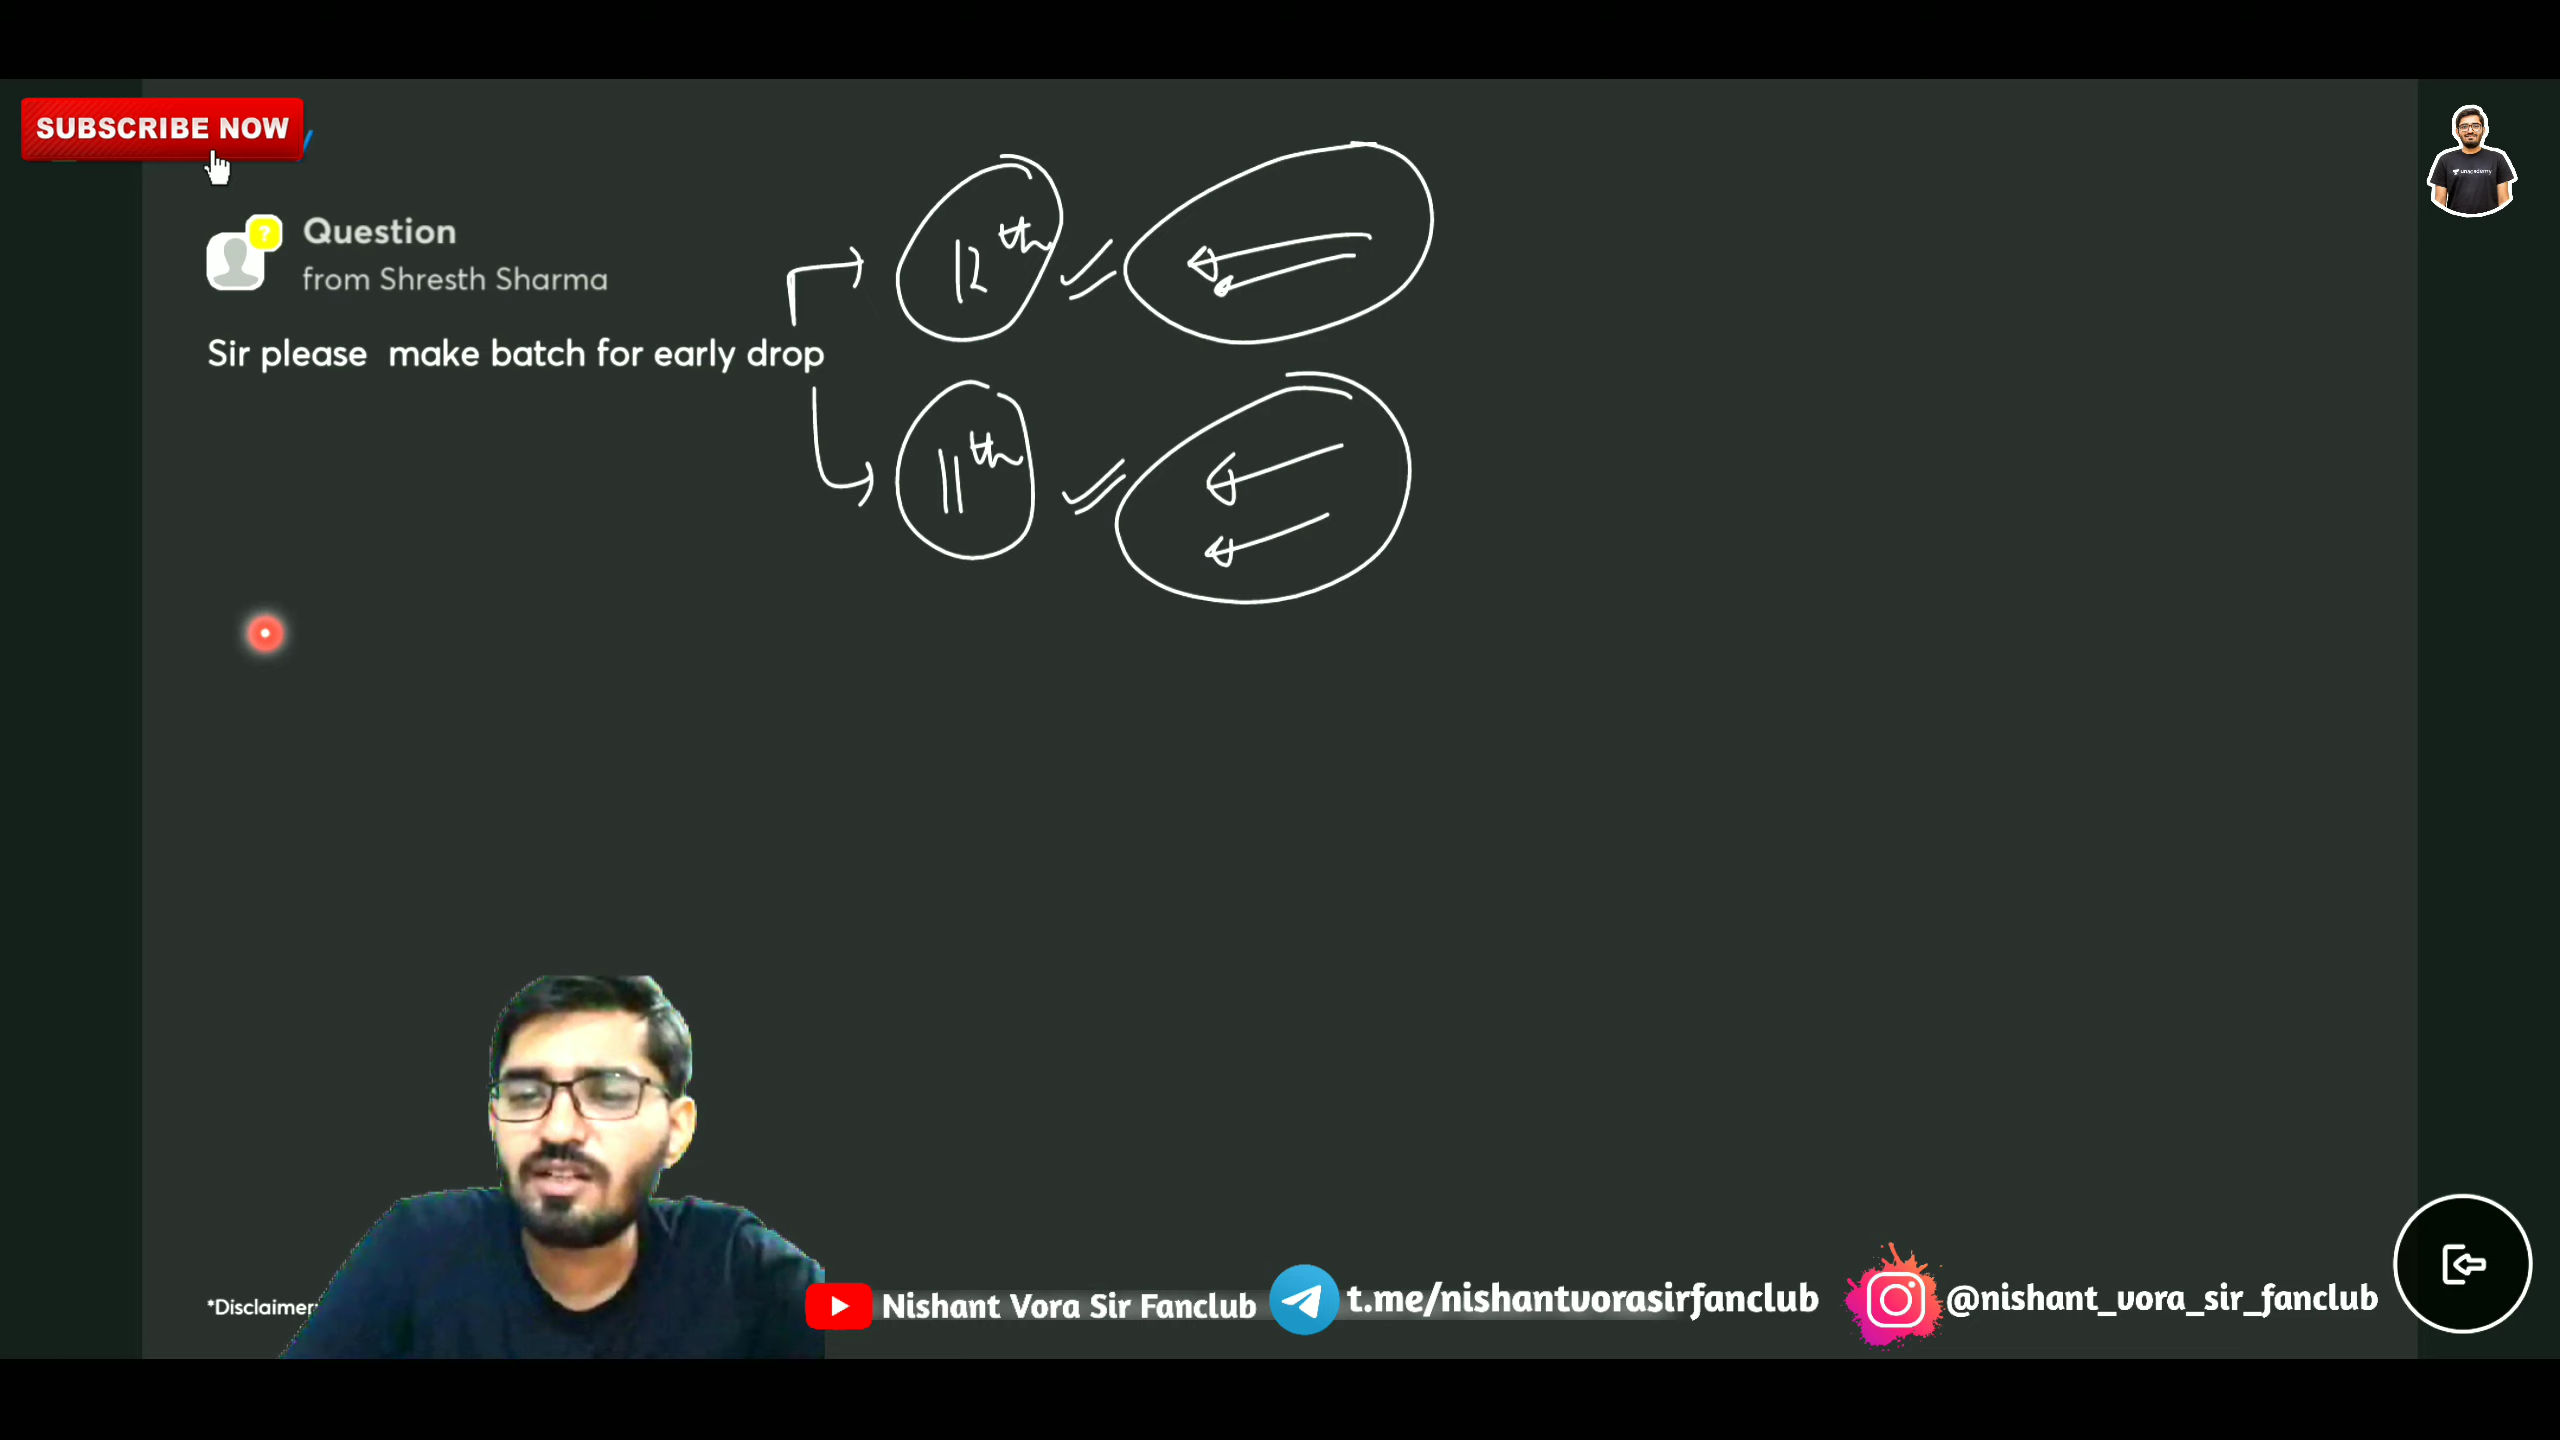 SUBSCRIBE NOW
Question
from Shresth Sharma
Sir please make batch for early drop
12th
11th
unacademy
*Disclaimer:
Nishant Vora Sir Fanclub
t.me/nishantvorasirfanclub
@nishant_vora_sir_fanclub